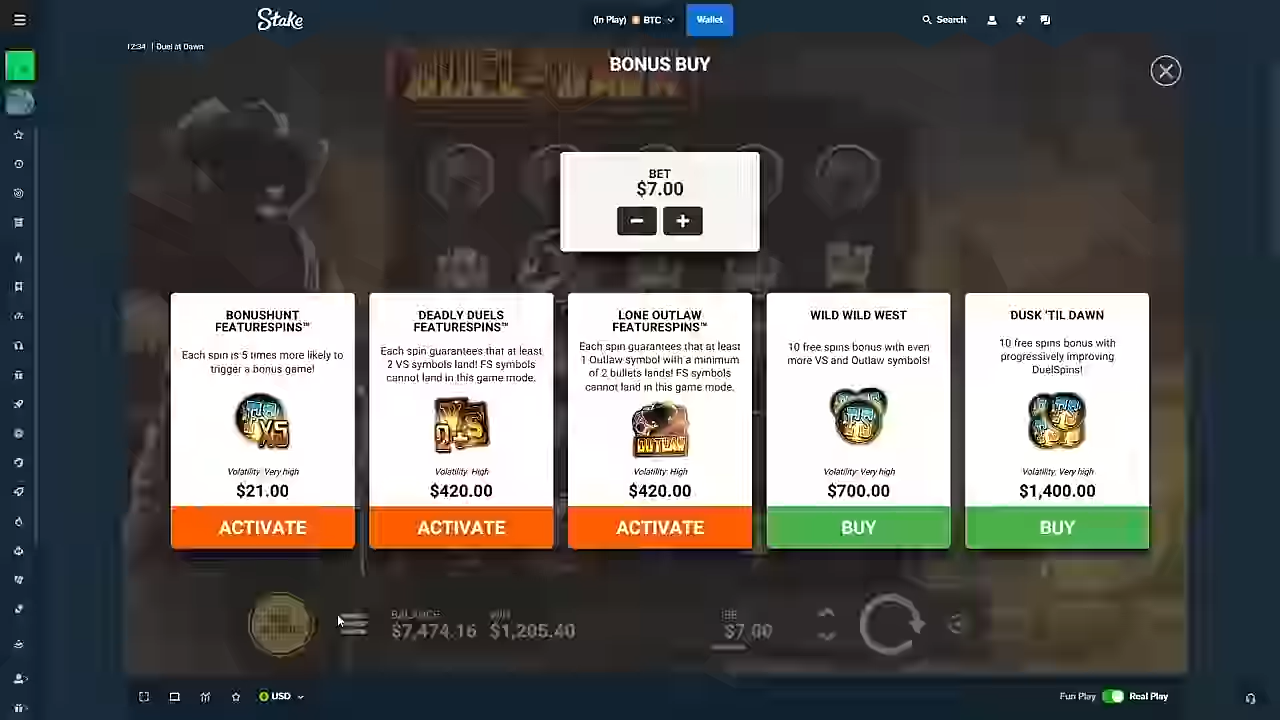 Stake
(In Play) BTC
Wallet
Search
12:34 | Duel at Dawn
BONUS BUY
BET
$7.00
BONUSHUNT
FEATURESPINS™
Each spin is 5 times more likely to
trigger a bonus game!
X5
Volatility: Very high
$21.00
ACTIVATE
DEADLY DUELS
FEATURESPINS™
Each spin guarantees that at least
2 VS symbols land! FS symbols
cannot land in this game mode.
VS
2
Volatility: High
$420.00
ACTIVATE
LONE OUTLAW
FEATURESPINS™
Each spin guarantees that at least
1 Outlaw symbol with a minimum
of 2 bullets lands! FS symbols
cannot land in this game mode.
OUTLAW
Volatility: High
$420.00
ACTIVATE
WILD WILD WEST
10 free spins bonus with even
more VS and Outlaw symbols!
FS
Volatility: Very high
$700.00
BUY
DUSK 'TIL DAWN
10 free spins bonus with
progressively improving
DuelSpins!
Volatility: Very high
$1,400.00
BUY
BALANCE
$7,474.16
WIN
$1,205.40
$7.00
USD
Fun Play
Real Play